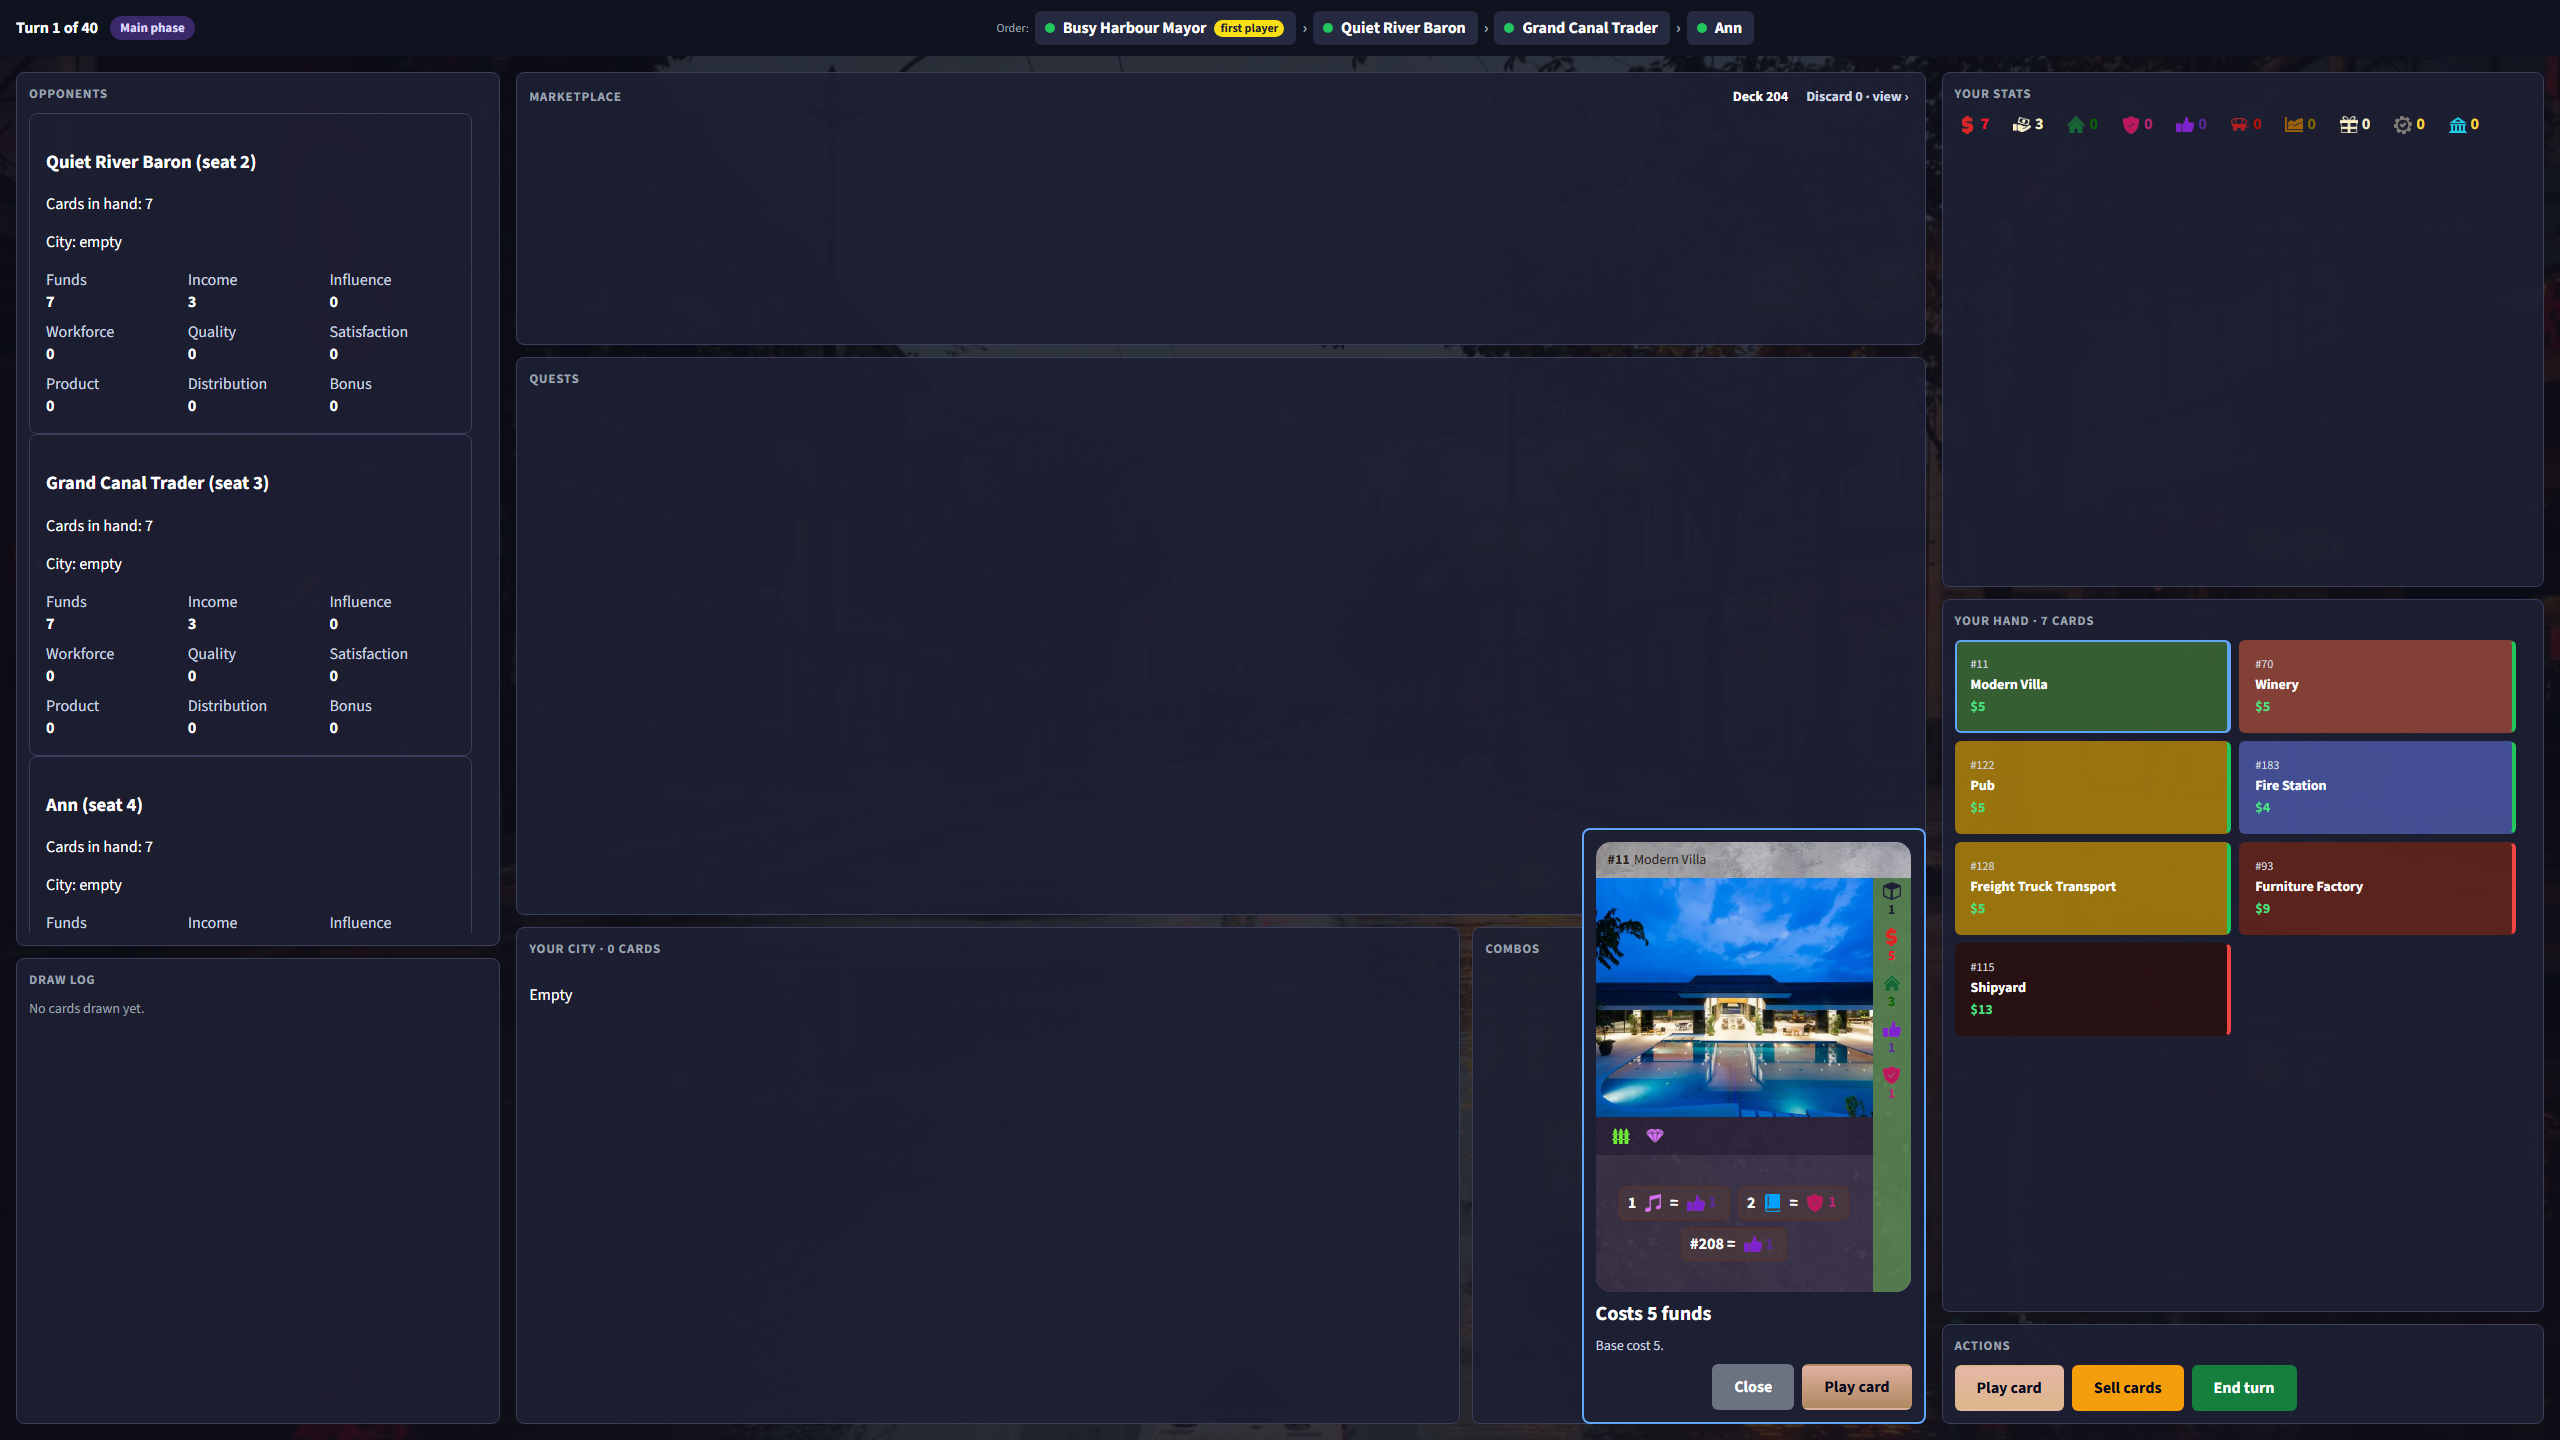 Turn 1 of 40 Main phase
Order: Busy Harbour Mayor first player › Quiet River Baron › Grand Canal Trader › Ann
OPPONENTS
Quiet River Baron (seat 2)
Cards in hand: 7
City: empty
Funds Income Influence
7 3 0
Workforce Quality Satisfaction
0 0 0
Product Distribution Bonus
0 0 0
Grand Canal Trader (seat 3)
Cards in hand: 7
City: empty
Funds Income Influence
7 3 0
Workforce Quality Satisfaction
0 0 0
Product Distribution Bonus
0 0 0
Ann (seat 4)
Cards in hand: 7
City: empty
Funds Income Influence
DRAW LOG
No cards drawn yet.
MARKETPLACE
Deck 204 Discard 0 · view ›
QUESTS
YOUR CITY · 0 CARDS
Empty
COMBOS
#11 Modern Villa
1
5
3
1
1
1 = 1 2 = 1
#208 = 1
Costs 5 funds
Base cost 5.
Close Play card
YOUR STATS
7 3 0 0 0 0 0 0 0 0
YOUR HAND · 7 CARDS
#11
Modern Villa
$5
#70
Winery
$5
#122
Pub
$5
#183
Fire Station
$4
#128
Freight Truck Transport
$5
#93
Furniture Factory
$9
#115
Shipyard
$13
ACTIONS
Play card Sell cards End turn